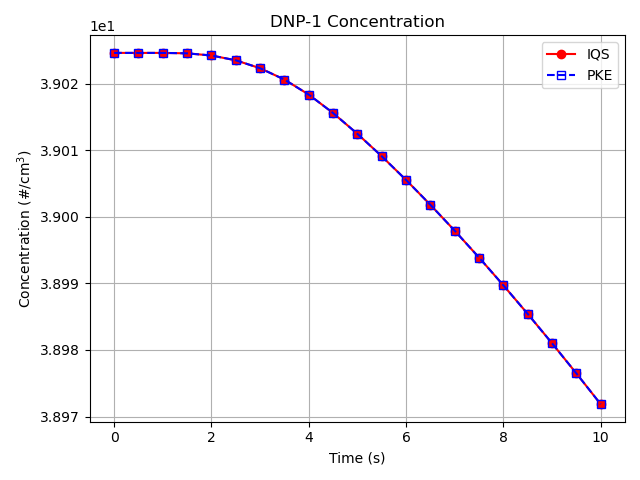 DNP-1 Concentration
1e1
IQS
PKE
3.902
3.901
3.900
3.899
3.898
3.897
Concentration (#/cm³)
0 2 4 6 8 10
Time (s)